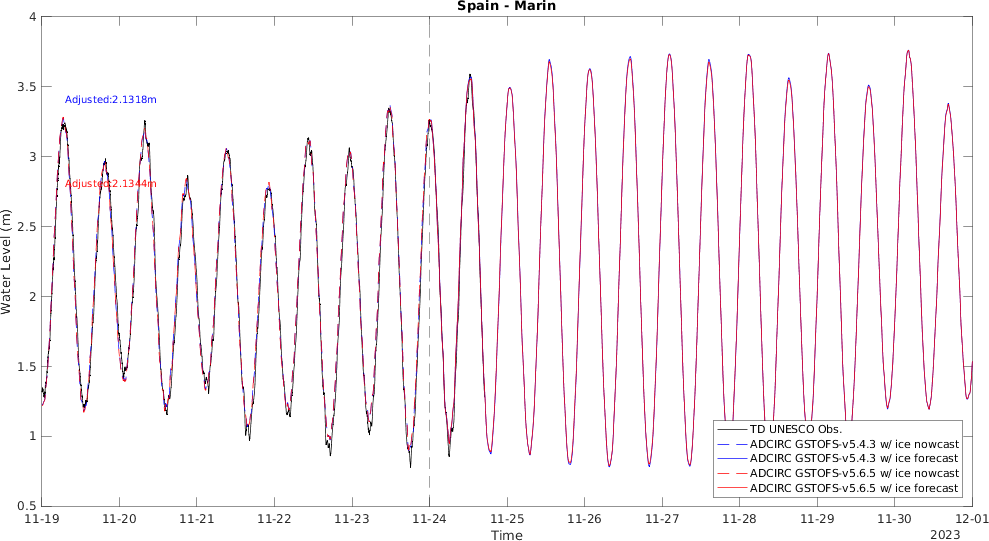 Spain - Marin
4
3.5
3
2.5
2
1.5
1
0.5
Water Level (m)
Adjusted:2.1318m
Adjusted:2.1344m
TD UNESCO Obs.
ADCIRC GSTOFS-v5.4.3 w/ ice nowcast
ADCIRC GSTOFS-v5.4.3 w/ ice forecast
ADCIRC GSTOFS-v5.6.5 w/ ice nowcast
ADCIRC GSTOFS-v5.6.5 w/ ice forecast
11-19 11-20 11-21 11-22 11-23 11-24 11-25 11-26 11-27 11-28 11-29 11-30 12-01
Time
2023